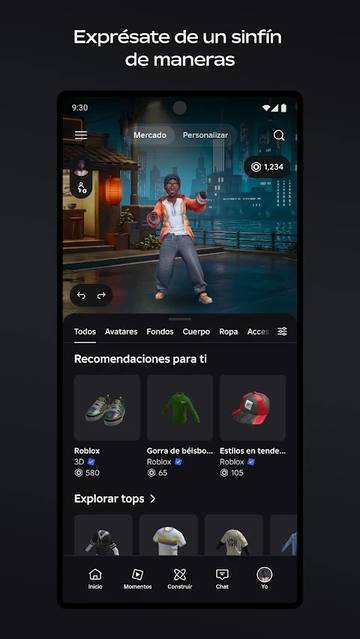 Exprésate de un sinfín
de maneras
9:30
Mercado Personalizar
1,234
Todos Avatares Fondos Cuerpo Ropa Acces
Recomendaciones para ti
Roblox Gorra de béisbo... Estilos en tende...
3D Roblox Roblox
580 65 105
Explorar tops
Inicio Momentos Construir Chat Yo